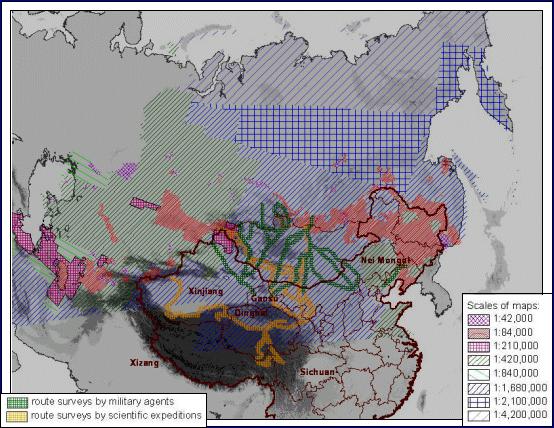 Nei Mongol
Xinjiang
Gansu
Qinghai
Xizang
Sichuan
Scales of maps:
1:42,000
1:84,000
1:210,000
1:420,000
1:840,000
1:1,680,000
1:2,100,000
1:4,200,000
route surveys by military agents
route surveys by scientific expeditions